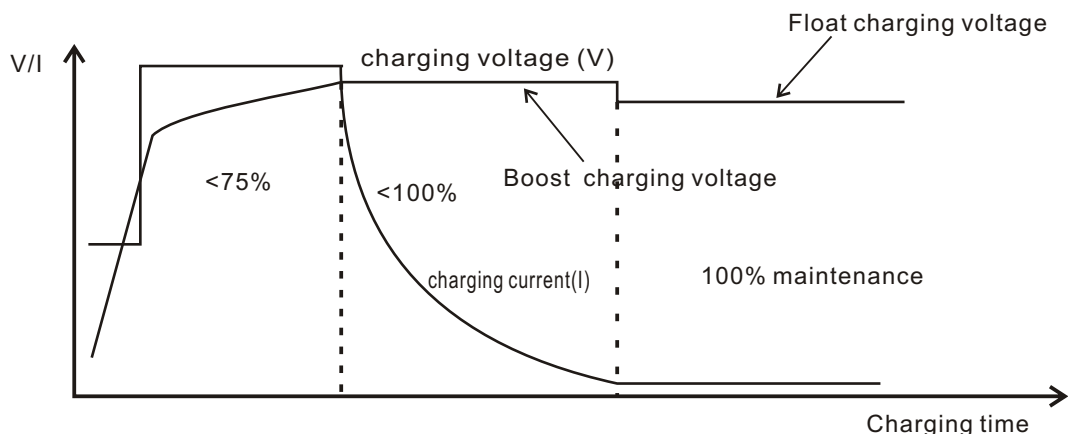 Float charging voltage
V/I
charging voltage (V)
<75%
<100%
Boost charging voltage
charging current(I)
100% maintenance
Charging time